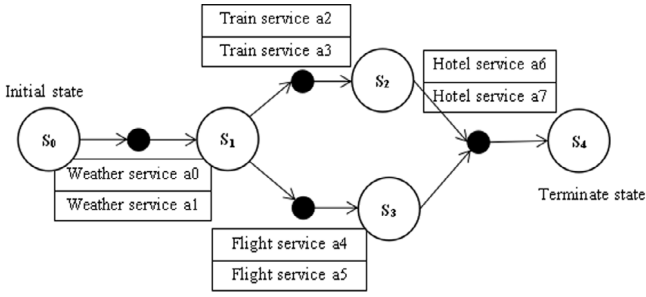 Train service a2
Train service a3
Hotel service a6
Hotel service a7
Initial state
S0
S1
S2
S3
S4
Weather service a0
Weather service a1
Terminate state
Flight service a4
Flight service a5